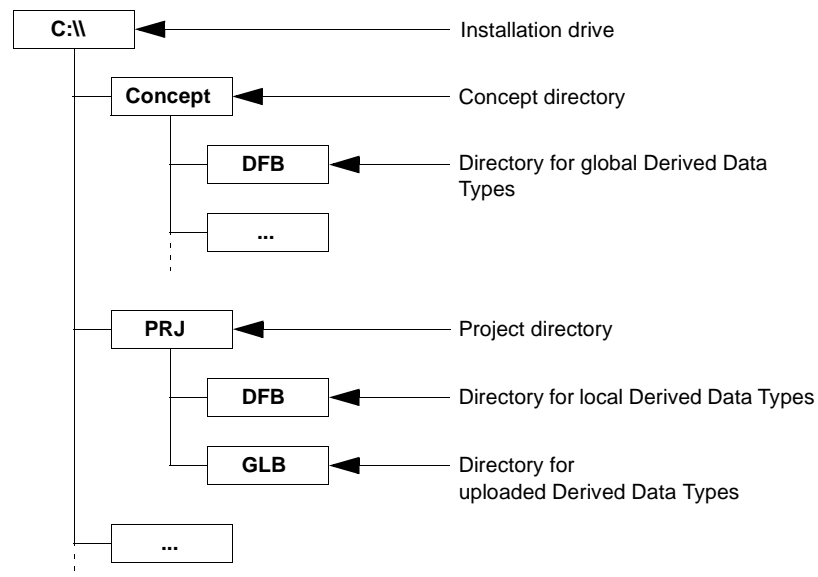 C:\\
Installation drive
Concept
Concept directory
DFB
Directory for global Derived Data
Types
...
PRJ
Project directory
DFB
Directory for local Derived Data Types
GLB
Directory for
uploaded Derived Data Types
...